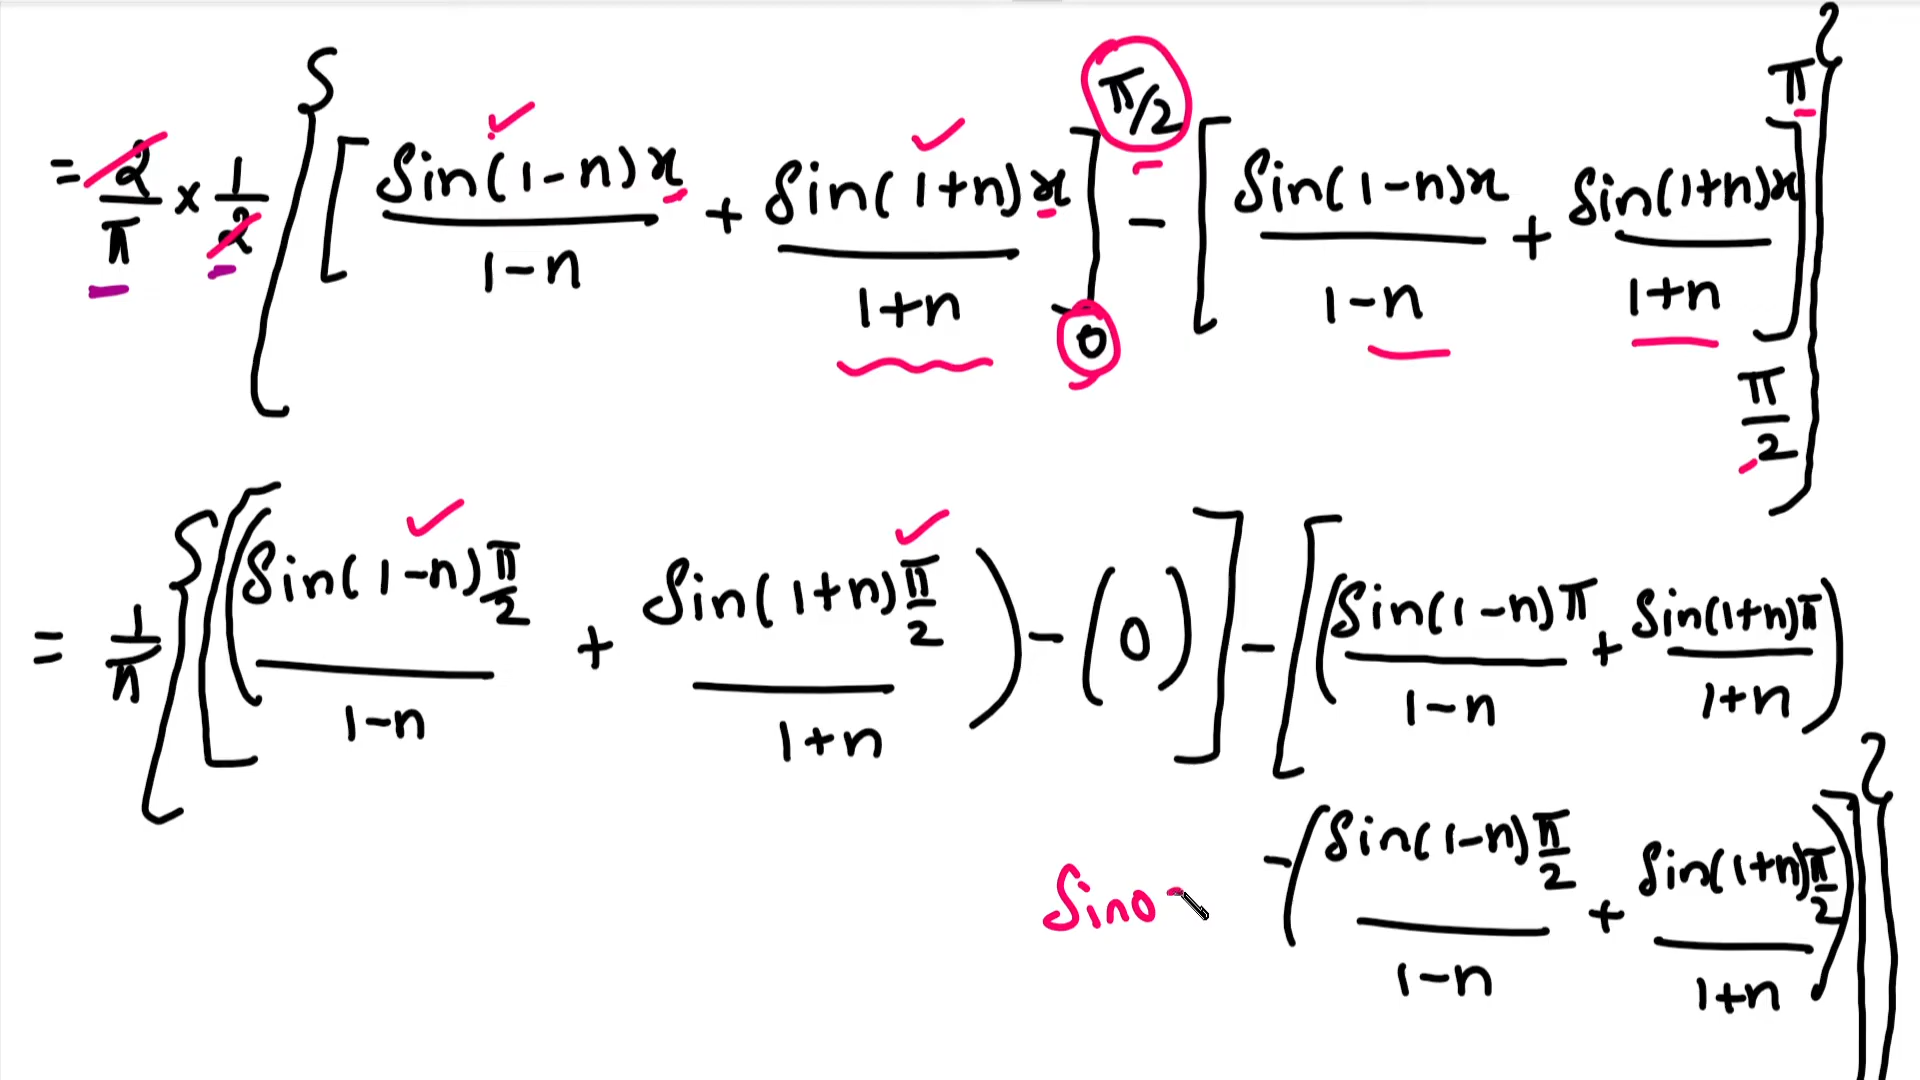 = 2/π × 1/2 { [ Sin(1-n)x/1-n + Sin(1+n)x/1+n ]_0^π/2 - [ Sin(1-n)x/1-n + Sin(1+n)x/1+n ]_π/2^π }
= 1/π { [ ( Sin(1-n)π/2 / 1-n + Sin(1+n)π/2 / 1+n ) - (0) ] - [ ( Sin(1-n)π / 1-n + Sin(1+n)π / 1+n )
- ( Sin(1-n)π/2 / 1-n + Sin(1+n)π/2 / 1+n ) ] }
Sin0 -